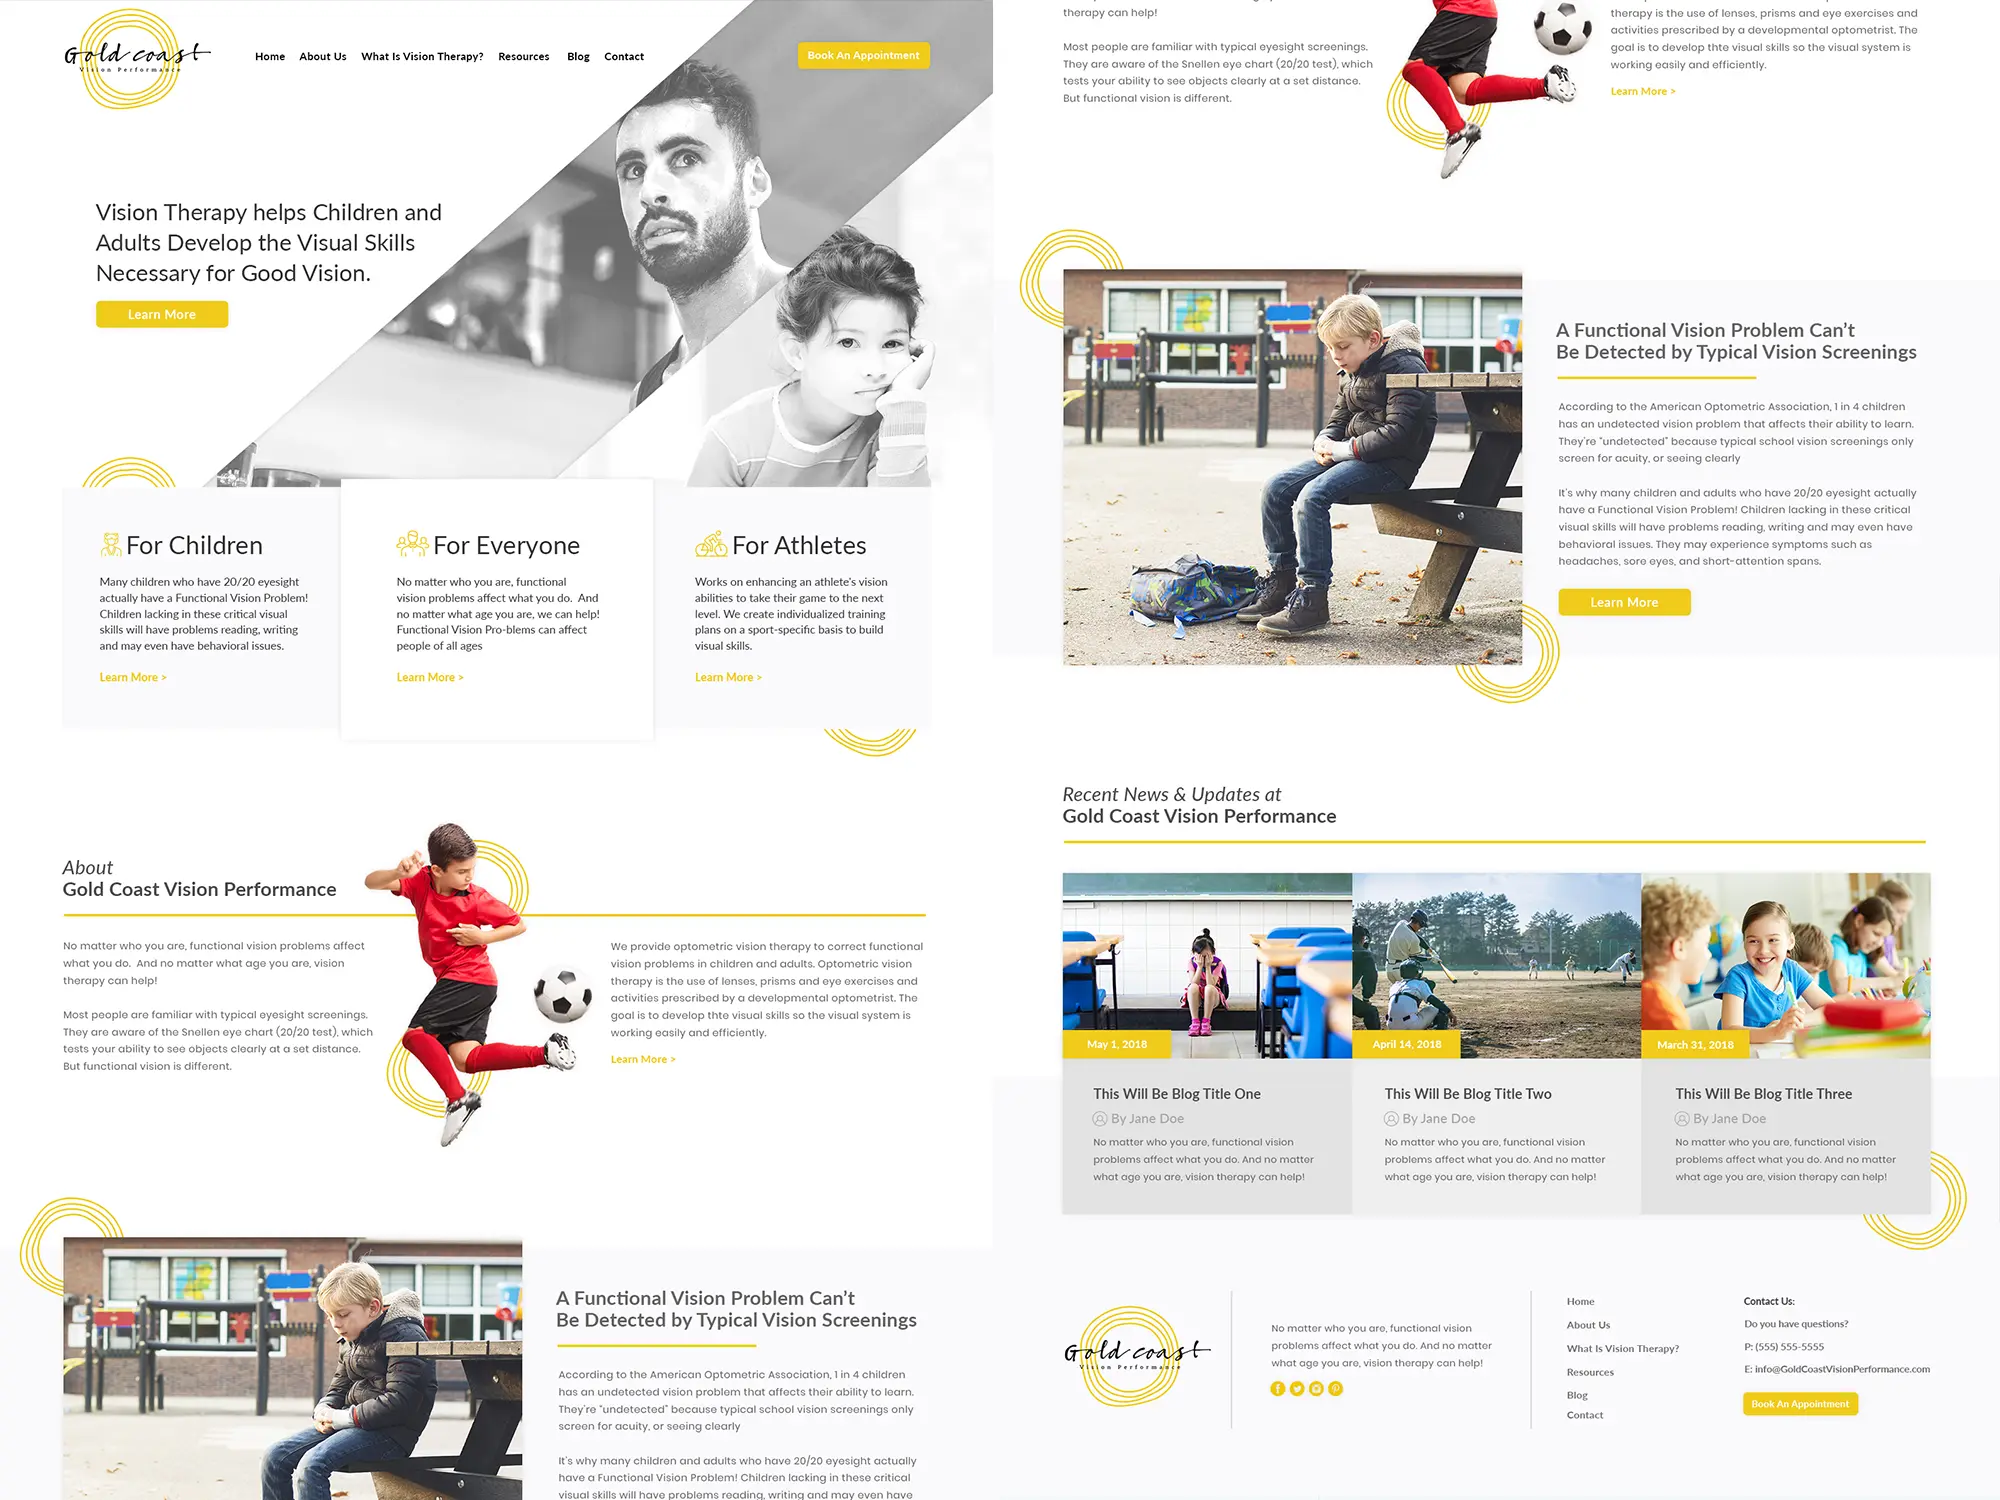 Gold coast
Vision Performance
Home About Us What Is Vision Therapy? Resources Blog Contact
Book An Appointment
Vision Therapy helps Children and
Adults Develop the Visual Skills
Necessary for Good Vision.
Learn More
For Children
Many children who have 20/20 eyesight
actually have a Functional Vision Problem!
Children lacking in these critical visual
skills will have problems reading, writing
and may even have behavioral issues.
Learn More >
For Everyone
No matter who you are, functional
vision problems affect what you do. And
no matter what age you are, we can help!
Functional Vision Pro-blems can affect
people of all ages
Learn More >
For Athletes
Works on enhancing an athlete's vision
abilities to take their game to the next
level. We create individualized training
plans on a sport-specific basis to build
visual skills.
Learn More >
About
Gold Coast Vision Performance
No matter who you are, functional vision problems affect
what you do. And no matter what age you are, vision
therapy can help!
Most people are familiar with typical eyesight screenings.
They are aware of the Snellen eye chart (20/20 test), which
tests your ability to see objects clearly at a set distance.
But functional vision is different.
We provide optometric vision therapy to correct functional
vision problems in children and adults. Optometric vision
therapy is the use of lenses, prisms and eye exercises and
activities prescribed by a developmental optometrist. The
goal is to develop thte visual skills so the visual system is
working easily and efficiently.
Learn More >
A Functional Vision Problem Can't
Be Detected by Typical Vision Screenings
According to the American Optometric Association, 1 in 4 children
has an undetected vision problem that affects their ability to learn.
They're "undetected" because typical school vision screenings only
screen for acuity, or seeing clearly
It's why many children and adults who have 20/20 eyesight actually
have a Functional Vision Problem! Children lacking in these critical
visual skills will have problems reading, writing and may even have
therapy can help!
Most people are familiar with typical eyesight screenings.
They are aware of the Snellen eye chart (20/20 test), which
tests your ability to see objects clearly at a set distance.
But functional vision is different.
therapy is the use of lenses, prisms and eye exercises and
activities prescribed by a developmental optometrist. The
goal is to develop thte visual skills so the visual system is
working easily and efficiently.
Learn More >
A Functional Vision Problem Can't
Be Detected by Typical Vision Screenings
According to the American Optometric Association, 1 in 4 children
has an undetected vision problem that affects their ability to learn.
They're "undetected" because typical school vision screenings only
screen for acuity, or seeing clearly
It's why many children and adults who have 20/20 eyesight actually
have a Functional Vision Problem! Children lacking in these critical
visual skills will have problems reading, writing and may even have
behavioral issues. They may experience symptoms such as
headaches, sore eyes, and short-attention spans.
Learn More
Recent News & Updates at
Gold Coast Vision Performance
May 1, 2018
This Will Be Blog Title One
By Jane Doe
No matter who you are, functional vision
problems affect what you do. And no matter
what age you are, vision therapy can help!
April 14, 2018
This Will Be Blog Title Two
By Jane Doe
No matter who you are, functional vision
problems affect what you do. And no matter
what age you are, vision therapy can help!
March 31, 2018
This Will Be Blog Title Three
By Jane Doe
No matter who you are, functional vision
problems affect what you do. And no matter
what age you are, vision therapy can help!
Gold coast
Vision Performance
No matter who you are, functional vision
problems affect what you do. And no matter
what age you are, vision therapy can help!
Home
About Us
What Is Vision Therapy?
Resources
Blog
Contact
Contact Us:
Do you have questions?
P: (555) 555-5555
E: info@GoldCoastVisionPerformance.com
Book An Appointment